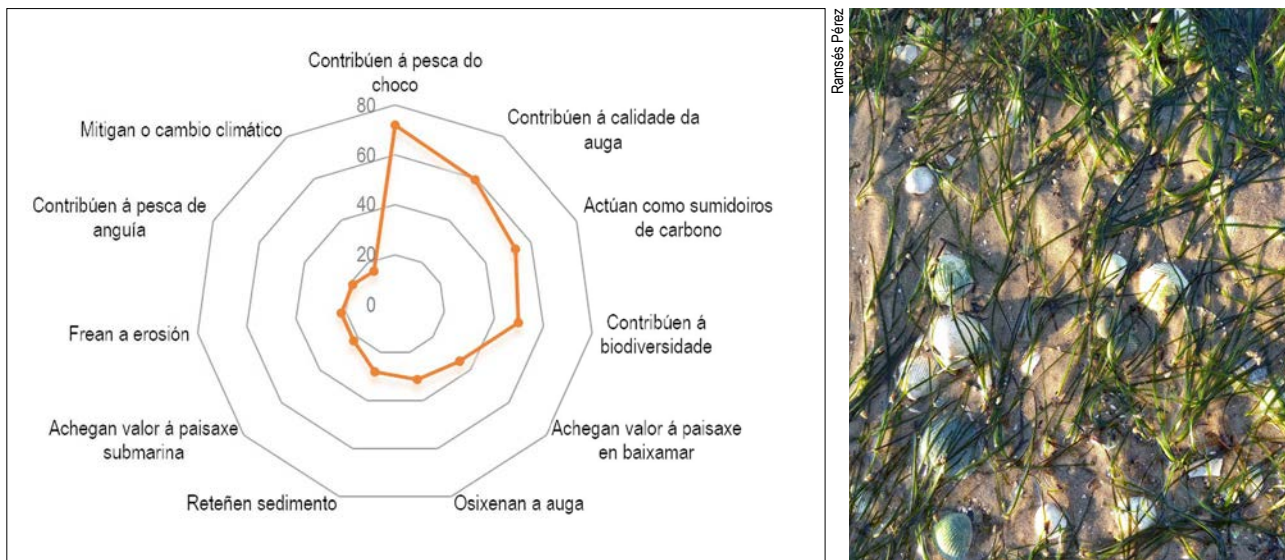 Contribúen á pesca do
choco
Contribúen á calidade da
auga
Actúan como sumidoiros
de carbono
Contribúen á
biodiversidade
Achegan valor á paisaxe
en baixamar
Osixenan a auga
Reteñen sedimento
Achegan valor á paisaxe
submarina
Frean a erosión
Contribúen á pesca de
anguía
Mitigan o cambio climático
80
60
40
20
0
Ramsés Pérez